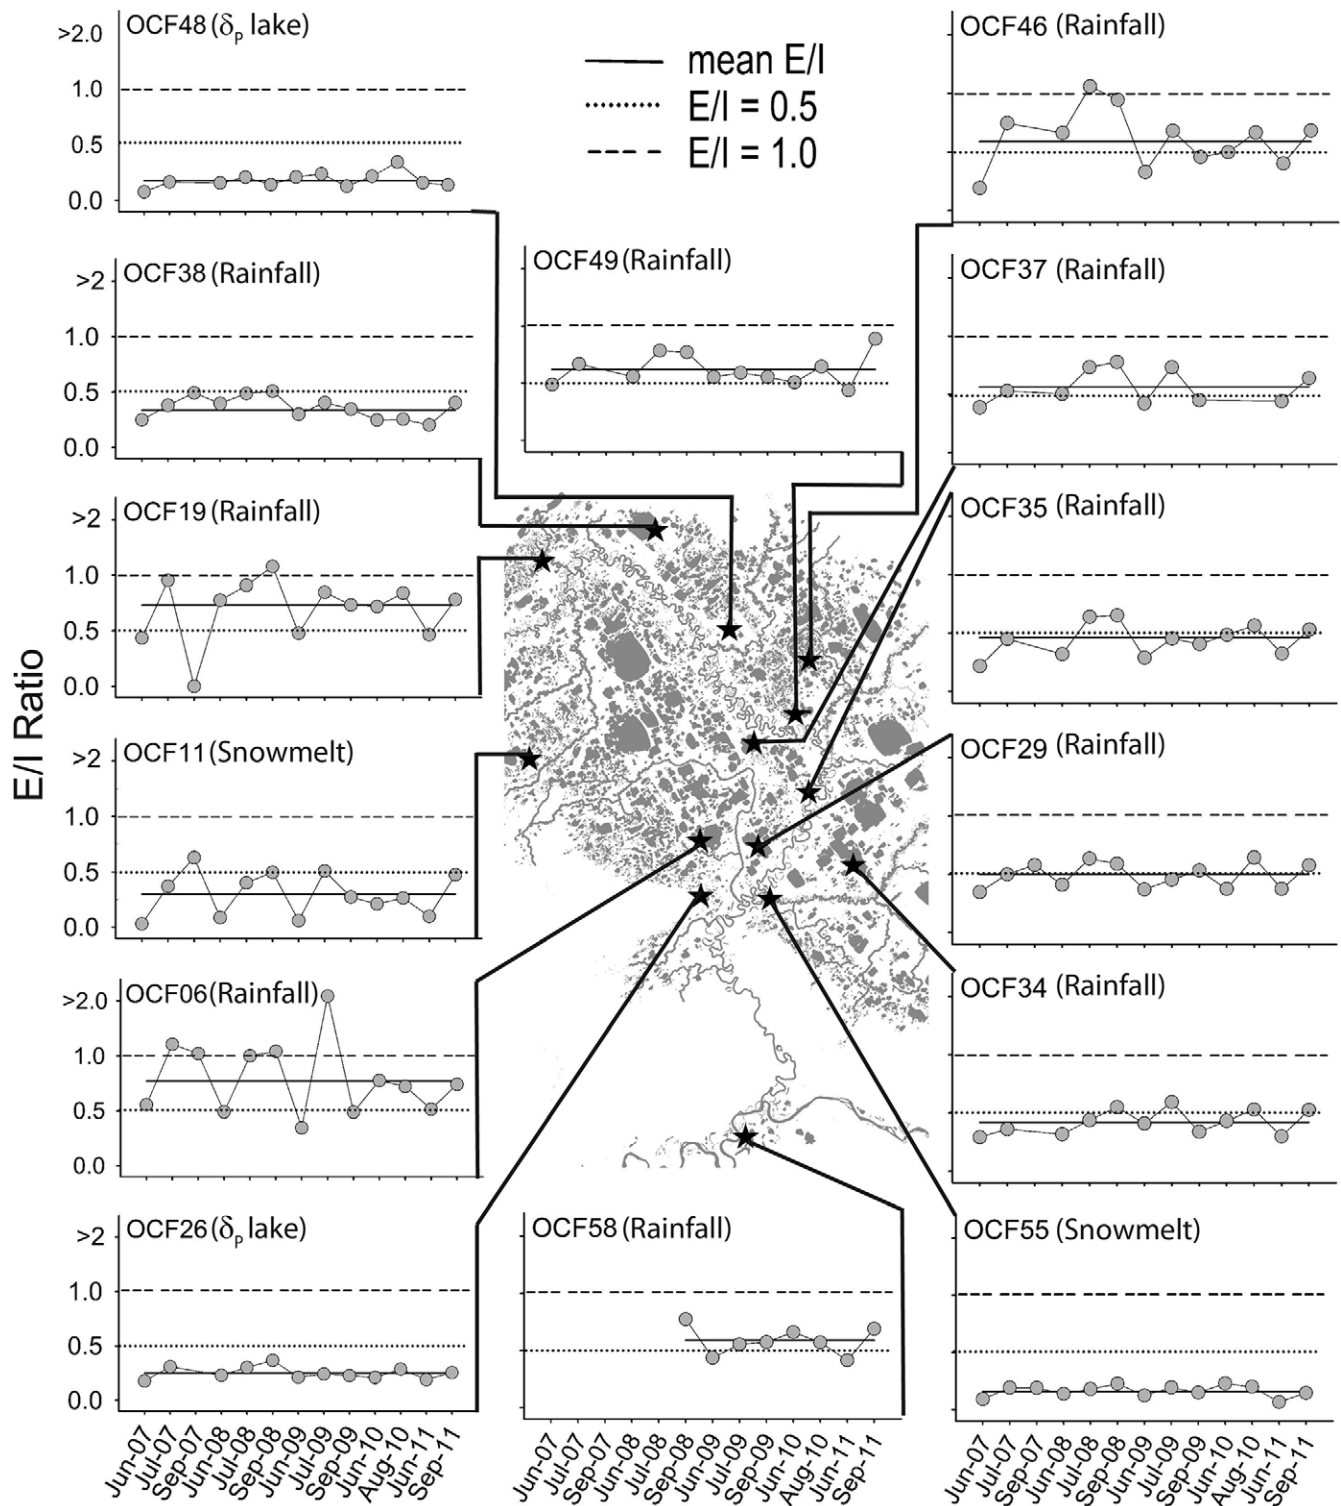 OCF48 (δP lake)
>2.0
1.0
0.5
0.0
mean E/I
E/I = 0.5
E/I = 1.0
OCF46 (Rainfall)
OCF38 (Rainfall)
>2
1.0
0.5
0.0
OCF49 (Rainfall)
OCF37 (Rainfall)
OCF19 (Rainfall)
>2
1.0
0.5
0.0
OCF35 (Rainfall)
E/I Ratio
OCF11 (Snowmelt)
>2
1.0
0.5
0.0
OCF29 (Rainfall)
OCF06 (Rainfall)
>2.0
1.0
0.5
0.0
OCF34 (Rainfall)
OCF26 (δP lake)
>2
1.0
0.5
0.0
OCF58 (Rainfall)
OCF55 (Snowmelt)
Jun-07
Jul-07
Sep-07
Jun-08
Jul-08
Sep-08
Jun-09
Jul-09
Sep-09
Jun-10
Aug-10
Jun-11
Sep-11
Jun-07
Jul-07
Sep-07
Jun-08
Jul-08
Sep-08
Jun-09
Jul-09
Sep-09
Jun-10
Aug-10
Jun-11
Sep-11
Jun-07
Jul-07
Sep-07
Jun-08
Jul-08
Sep-08
Jun-09
Jul-09
Sep-09
Jun-10
Aug-10
Jun-11
Sep-11